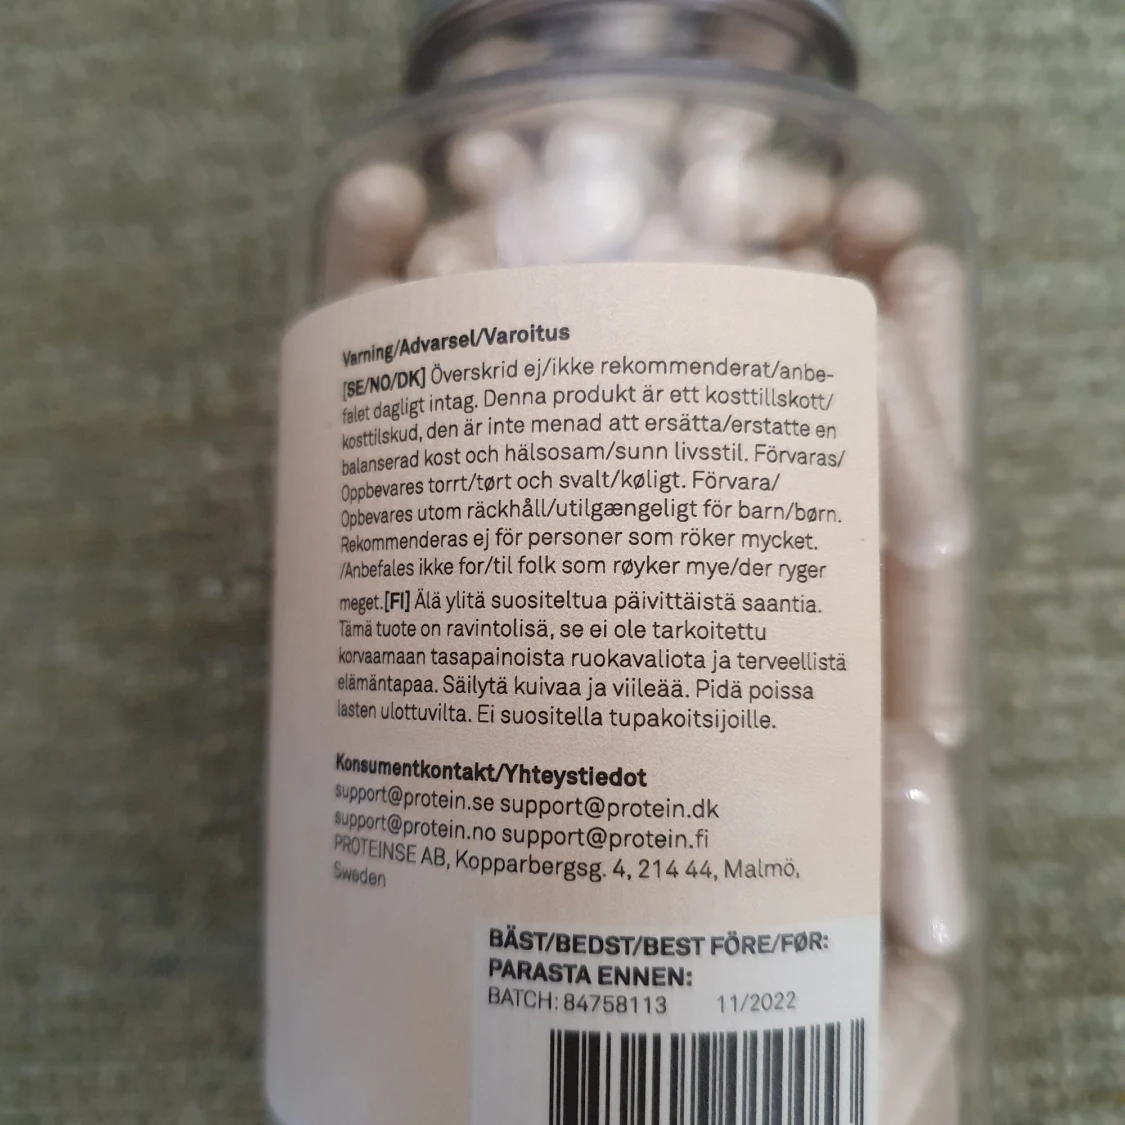 Varning/Advarsel/Varoitus
[SE/NO/DK] Överskrid ej/ikke rekommenderat/anbe-
falet dagligt intag. Denna produkt är ett kosttillskott/
kosttilskud, den är inte menad att ersätta/erstatte en
balanserad kost och hälsosam/sunn livsstil. Förvaras/
Oppbevares torrt/tørt och svalt/køligt. Förvara/
Opbevares utom räckhåll/utilgængeligt för barn/børn.
Rekommenderas ej för personer som röker mycket.
/Anbefales ikke for/til folk som røyker mye/der ryger
meget.[FI] Älä ylitä suositeltua päivittäistä saantia.
Tämä tuote on ravintolisä, se ei ole tarkoitettu
korvaamaan tasapainoista ruokavaliota ja terveellistä
elämäntapaa. Säilytä kuivaa ja viileää. Pidä poissa
lasten ulottuvilta. Ei suositella tupakoitsijoille.
Konsumentkontakt/Yhteystiedot
support@protein.se support@protein.dk
support@protein.no support@protein.fi
PROTEINSE AB, Kopparbergsg. 4, 214 44, Malmö,
Sweden
BÄST/BEDST/BEST FÖRE/FØR:
PARASTA ENNEN:
BATCH: 84758113 11/2022